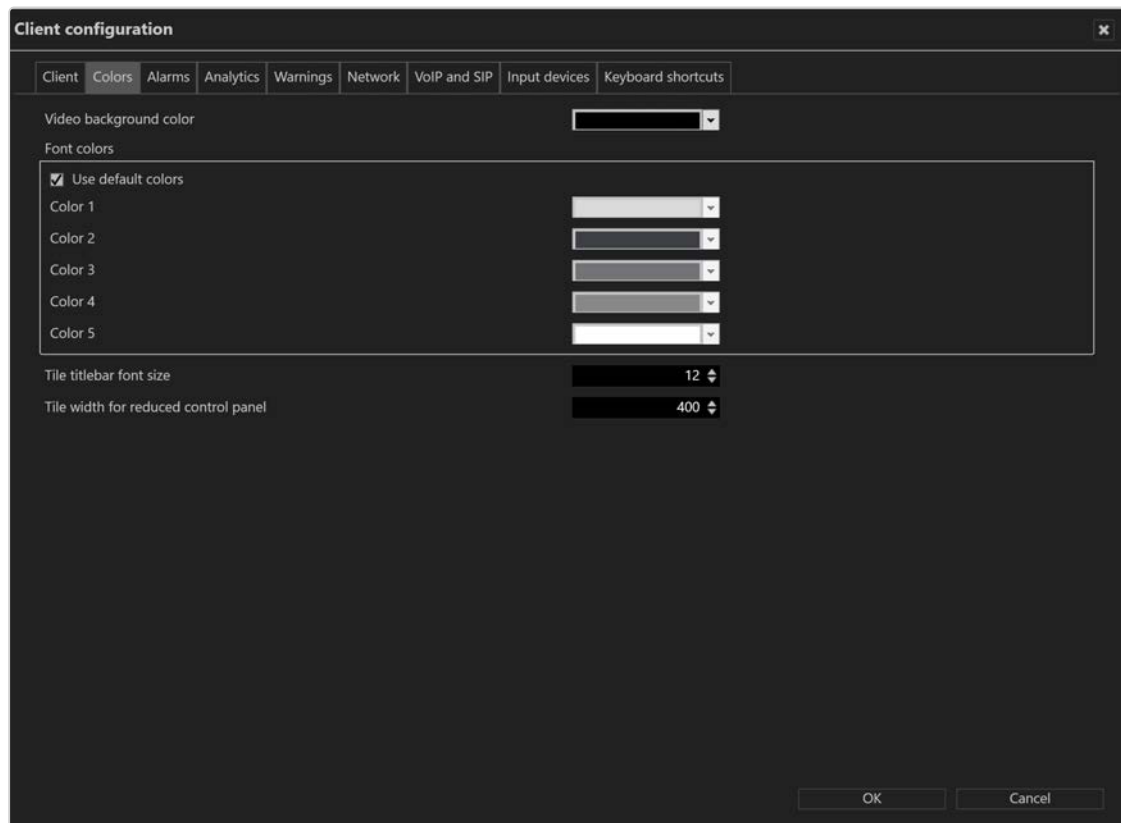 Client configuration
Client Colors Alarms Analytics Warnings Network VoIP and SIP Input devices Keyboard shortcuts
Video background color
Font colors
Use default colors
Color 1
Color 2
Color 3
Color 4
Color 5
Tile titlebar font size 12
Tile width for reduced control panel 400
OK Cancel